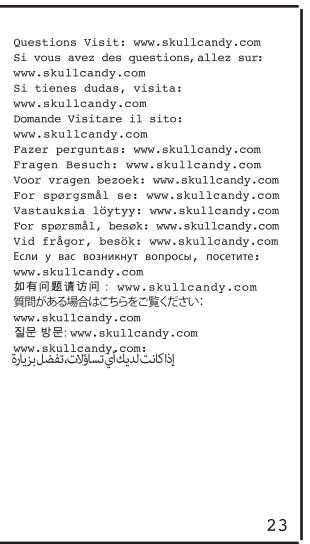 Questions Visit: www.skullcandy.com
Si vous avez des questions, allez sur:
www.skullcandy.com
Si tienes dudas, visita:
www.skullcandy.com
Domande Visitare il sito:
www.skullcandy.com
Fazer perguntas: www.skullcandy.com
Fragen Besuch: www.skullcandy.com
Voor vragen bezoek: www.skullcandy.com
For spørgsmål se: www.skullcandy.com
Vastauksia löytyy: www.skullcandy.com
For spørsmål, besøk: www.skullcandy.com
Vid frågor, besök: www.skullcandy.com
Если у вас возникнут вопросы, посетите:
www.skullcandy.com
如有问题请访问： www.skullcandy.com
質問がある場合はこちらをご覧ください:
www.skullcandy.com
질문 방문: www.skullcandy.com
www.skullcandy.com:
إذا كانت لديك أي تساؤلات، تفضل بزيارة
23